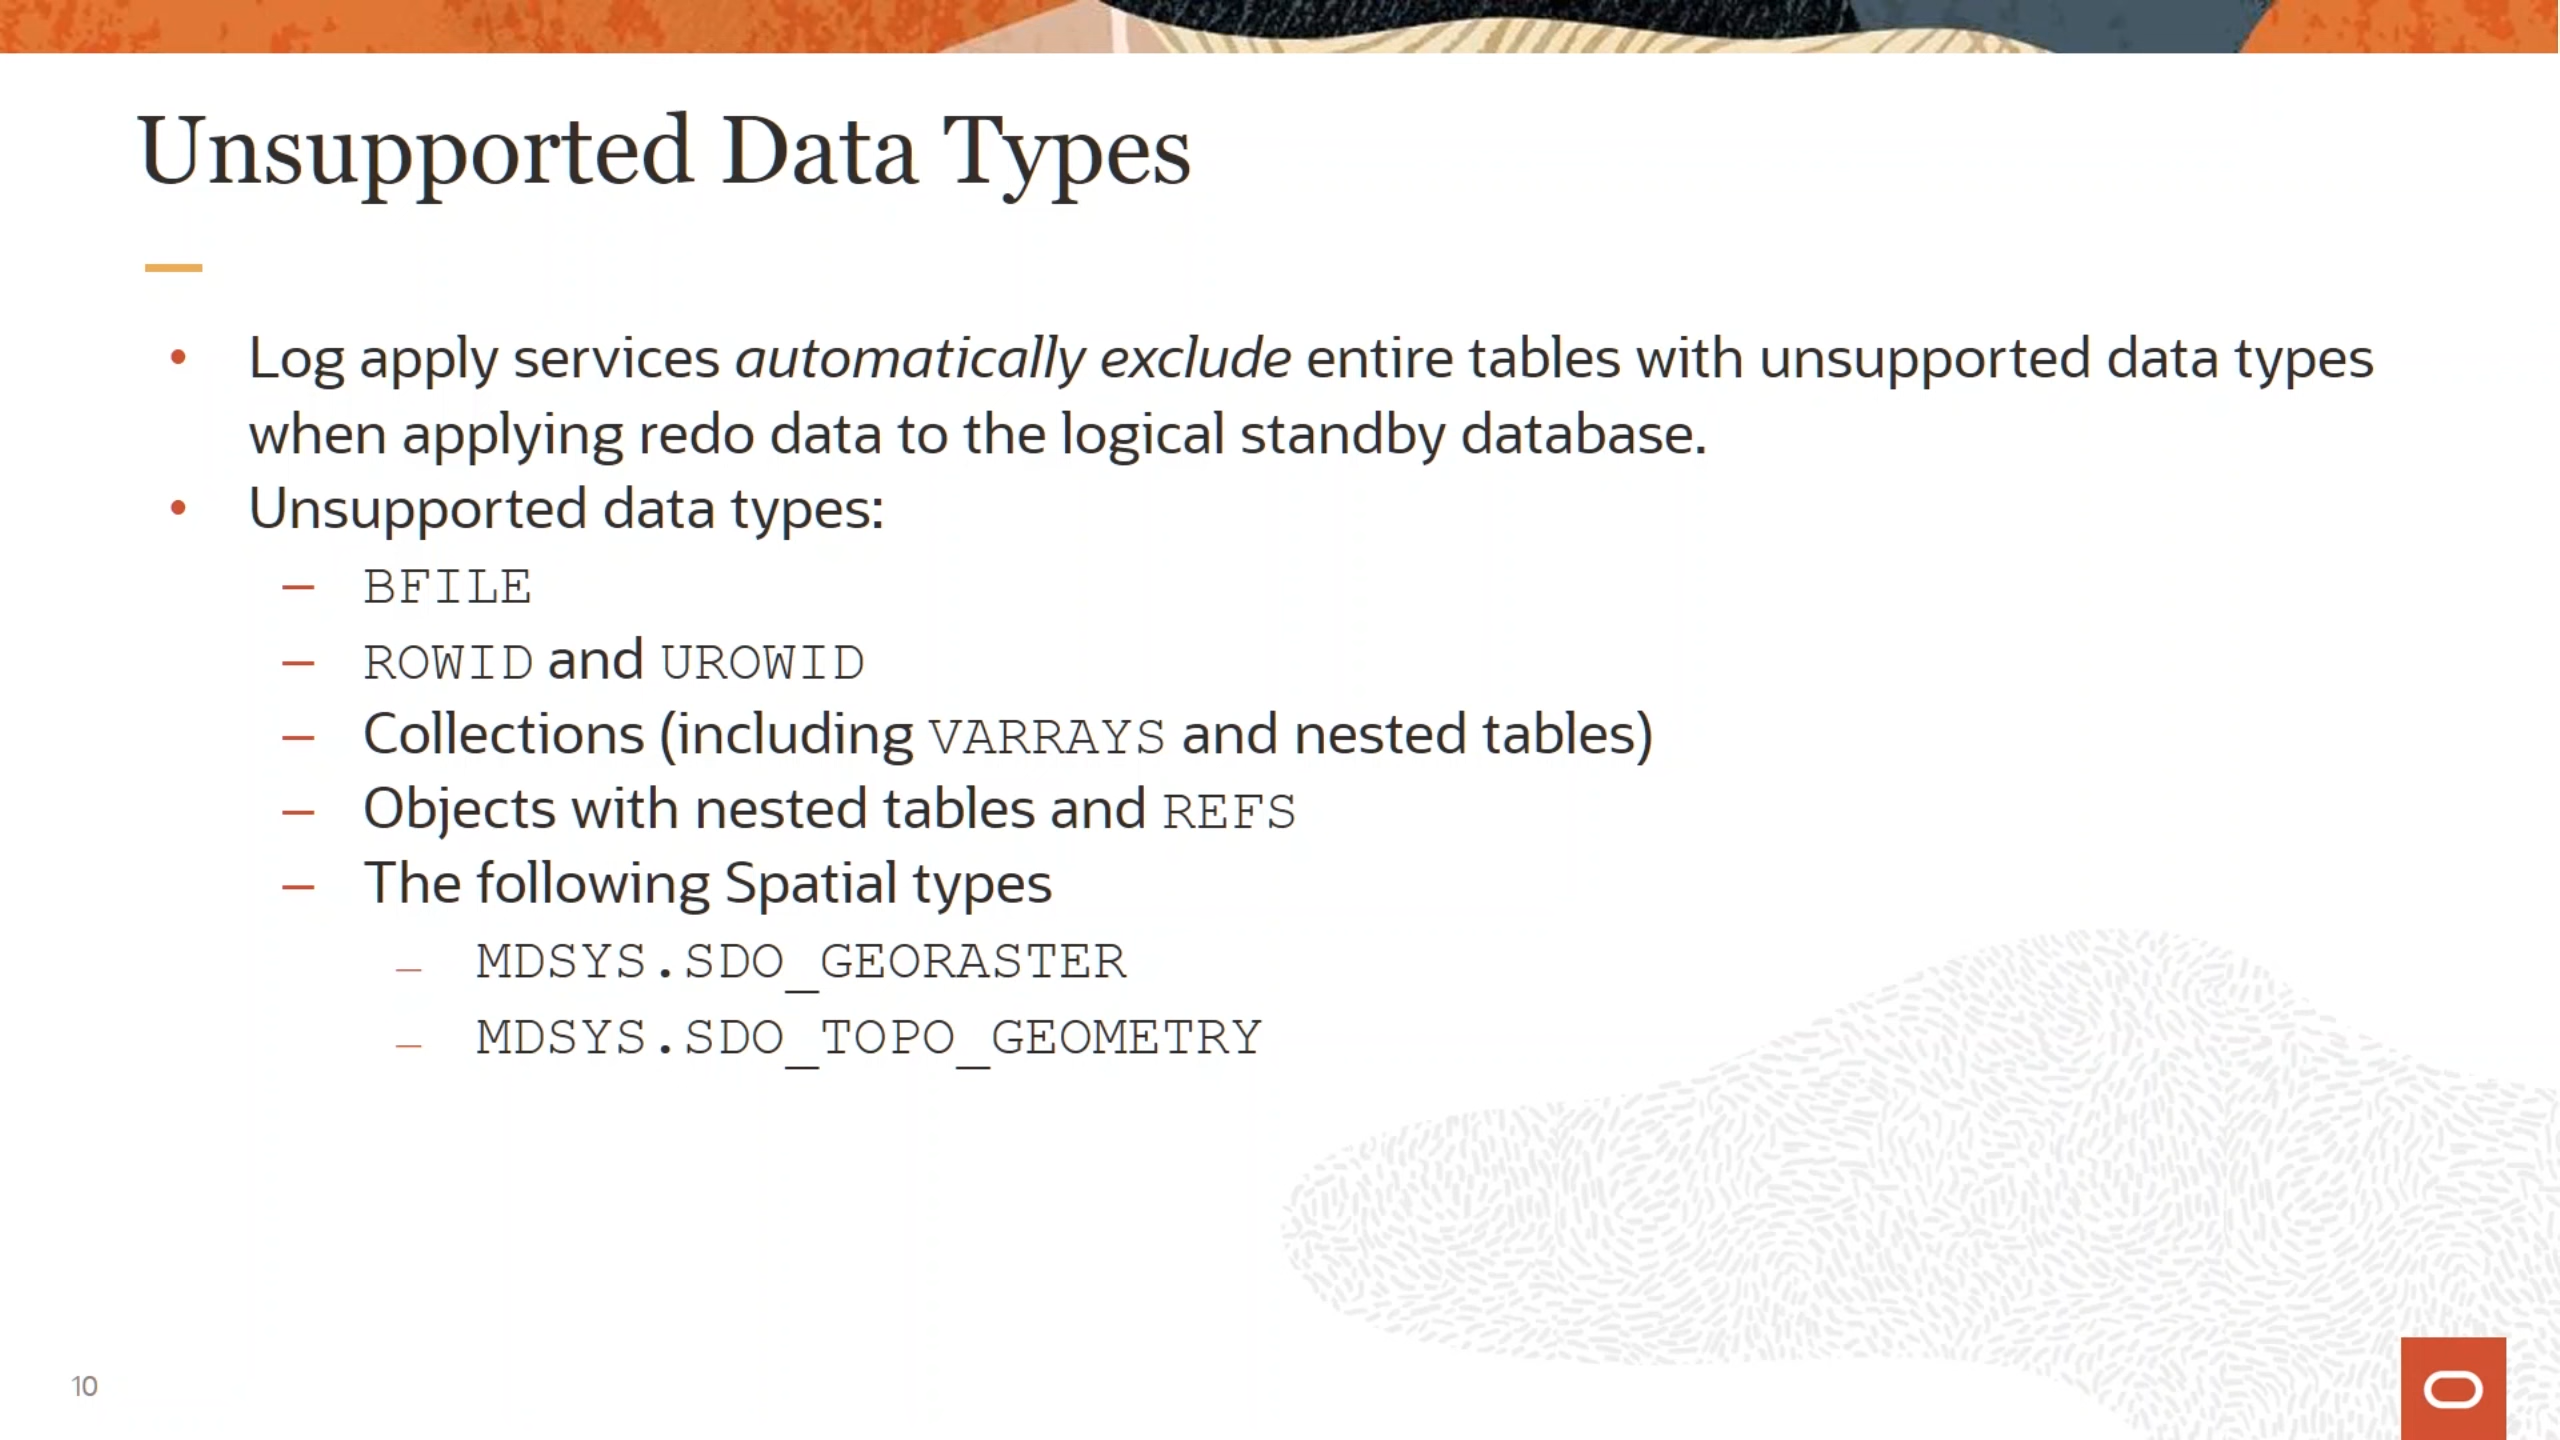 Unsupported Data Types
• Log apply services automatically exclude entire tables with unsupported data types
when applying redo data to the logical standby database.
• Unsupported data types:
– BFILE
– ROWID and UROWID
– Collections (including VARRAYS and nested tables)
– Objects with nested tables and REFS
– The following Spatial types
– MDSYS.SDO_GEORASTER
– MDSYS.SDO_TOPO_GEOMETRY
10